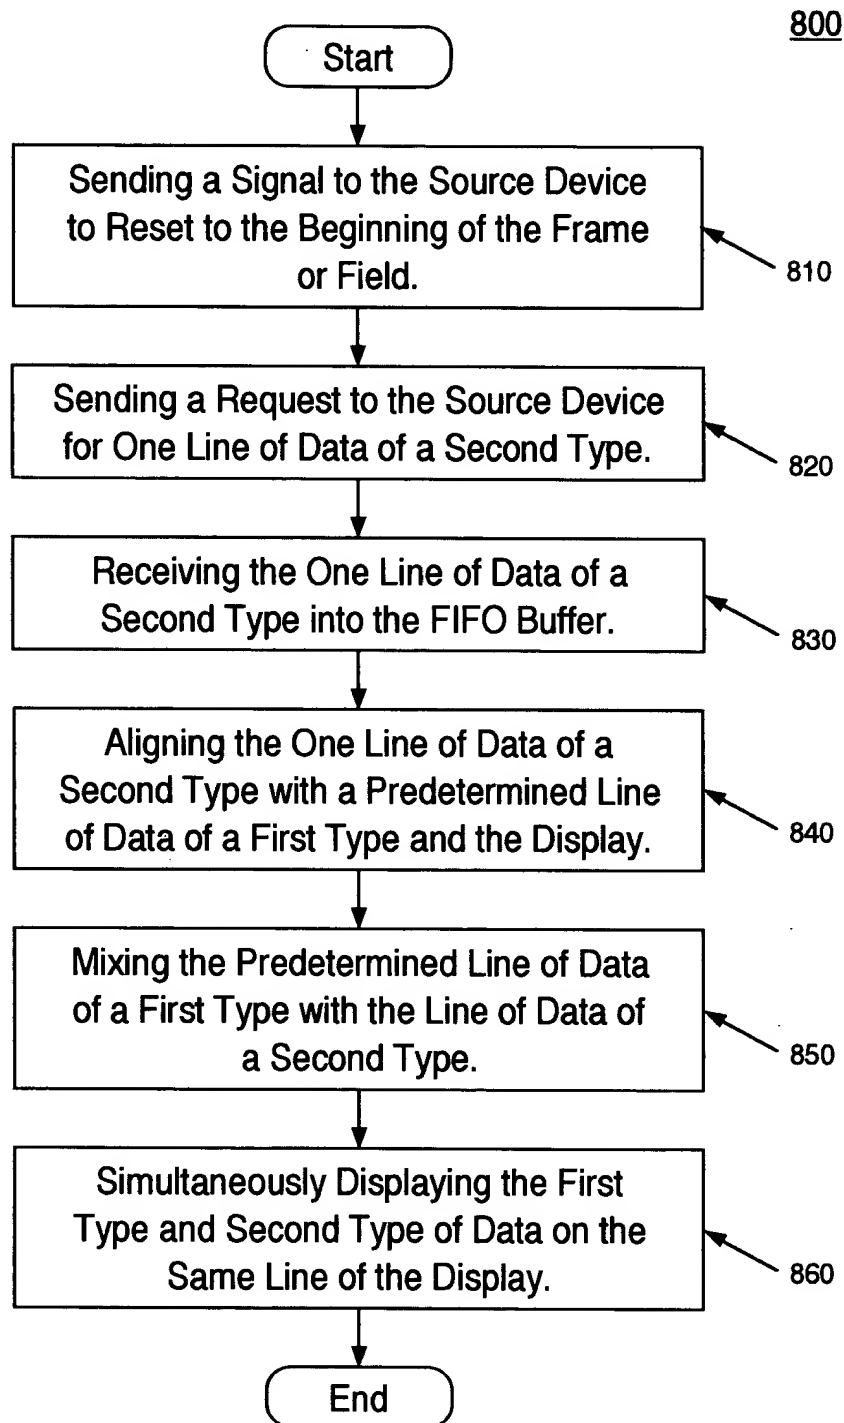 800
Start
Sending a Signal to the Source Device
to Reset to the Beginning of the Frame
or Field.
810
Sending a Request to the Source Device
for One Line of Data of a Second Type.
820
Receiving the One Line of Data of a
Second Type into the FIFO Buffer.
830
Aligning the One Line of Data of a
Second Type with a Predetermined Line
of Data of a First Type and the Display.
840
Mixing the Predetermined Line of Data
of a First Type with the Line of Data of
a Second Type.
850
Simultaneously Displaying the First
Type and Second Type of Data on the
Same Line of the Display.
860
End